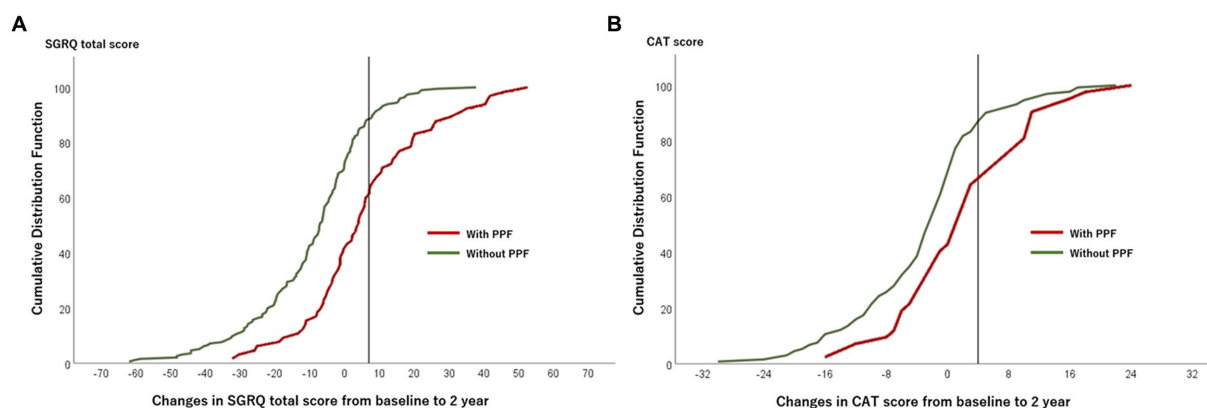 A
SGRQ total score
Cumulative Distribution Function
100
80
60
40
20
0
With PPF
Without PPF
-70 -60 -50 -40 -30 -20 -10 0 10 20 30 40 50 60 70
Changes in SGRQ total score from baseline to 2 year
B
CAT score
Cumulative Distribution Function
100
80
60
40
20
0
With PPF
Without PPF
-32 -24 -16 -8 0 8 16 24 32
Changes in CAT score from baseline to 2 year